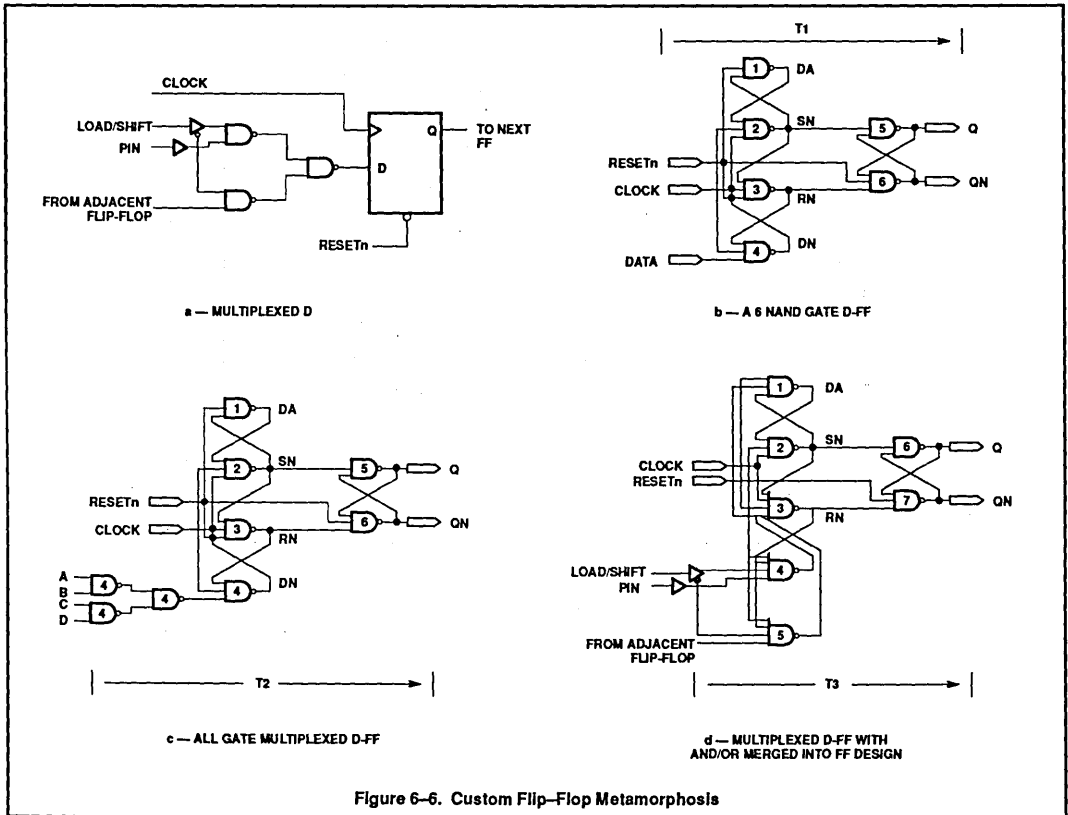 CLOCK
LOAD/SHIFT
PIN
FROM ADJACENT
FLIP-FLOP
Q
D
TO NEXT
FF
RESETn
a — MULTIPLEXED D
T1
1
DA
2
SN
5
Q
RESETn
CLOCK
3
RN
6
QN
DN
4
DATA
b — A 6 NAND GATE D-FF
1
DA
2
SN
5
Q
RESETn
CLOCK
3
RN
6
QN
DN
A
B
C
D
4
4
4
4
T2
c — ALL GATE MULTIPLEXED D-FF
1
DA
2
SN
6
Q
CLOCK
RESETn
3
RN
7
QN
LOAD/SHIFT
PIN
4
5
FROM ADJACENT
FLIP-FLOP
T3
d — MULTIPLEXED D-FF WITH
AND/OR MERGED INTO FF DESIGN
Figure 6–6. Custom Flip–Flop Metamorphosis